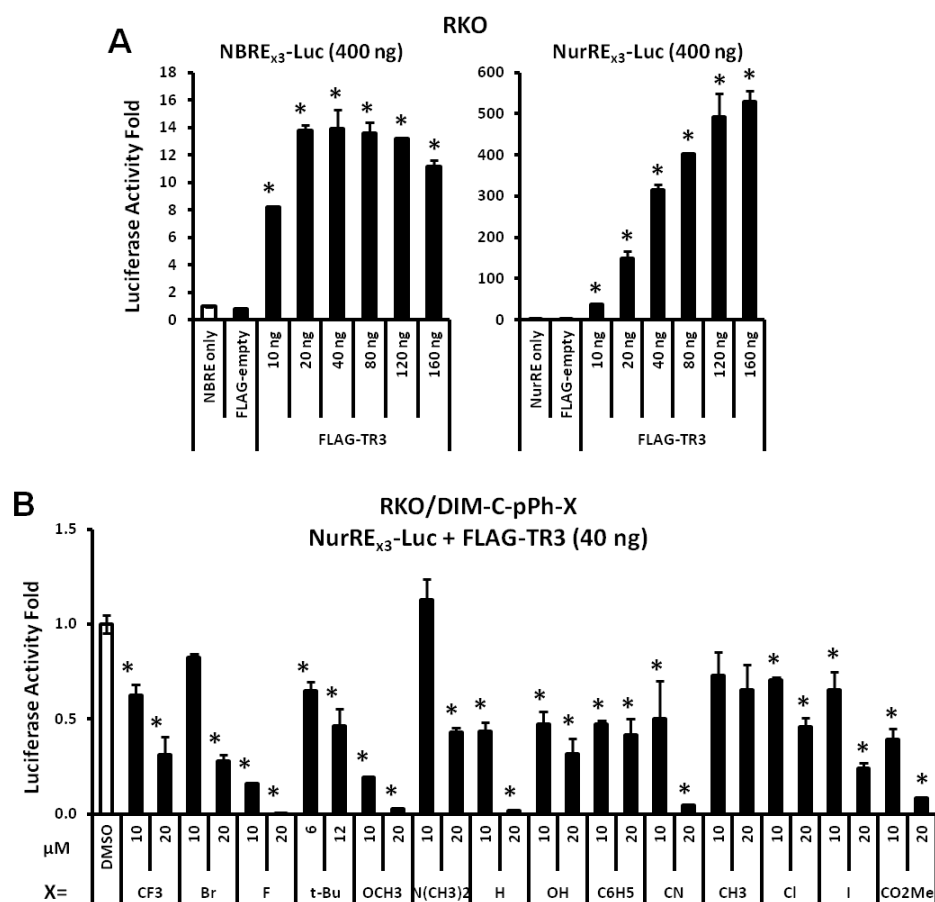 RKO
A
NBREx3-Luc (400 ng)
NurREx3-Luc (400 ng)
Luciferase Activity Fold
18
16
14
12
10
8
6
4
2
0
* * * * * *
NBRE only
FLAG-empty
10 ng
20 ng
40 ng
80 ng
120 ng
160 ng
FLAG-TR3
600
500
400
300
200
100
0
* * * * * *
NurRE only
FLAG-empty
10 ng
20 ng
40 ng
80 ng
120 ng
160 ng
FLAG-TR3
B
RKO/DIM-C-pPh-X
NurREx3-Luc + FLAG-TR3 (40 ng)
Luciferase Activity Fold
1.5
1.0
0.5
0.0
* * * * * * * * * * * * * * * * * * * * * * * *
μM DMSO 10 20 10 20 10 20 6 12 10 20 10 20 10 20 10 20 10 20 10 20 10 20 10 20 10 20 10 20
X= CF3 Br F t-Bu OCH3 N(CH3)2 H OH C6H5 CN CH3 Cl I CO2Me